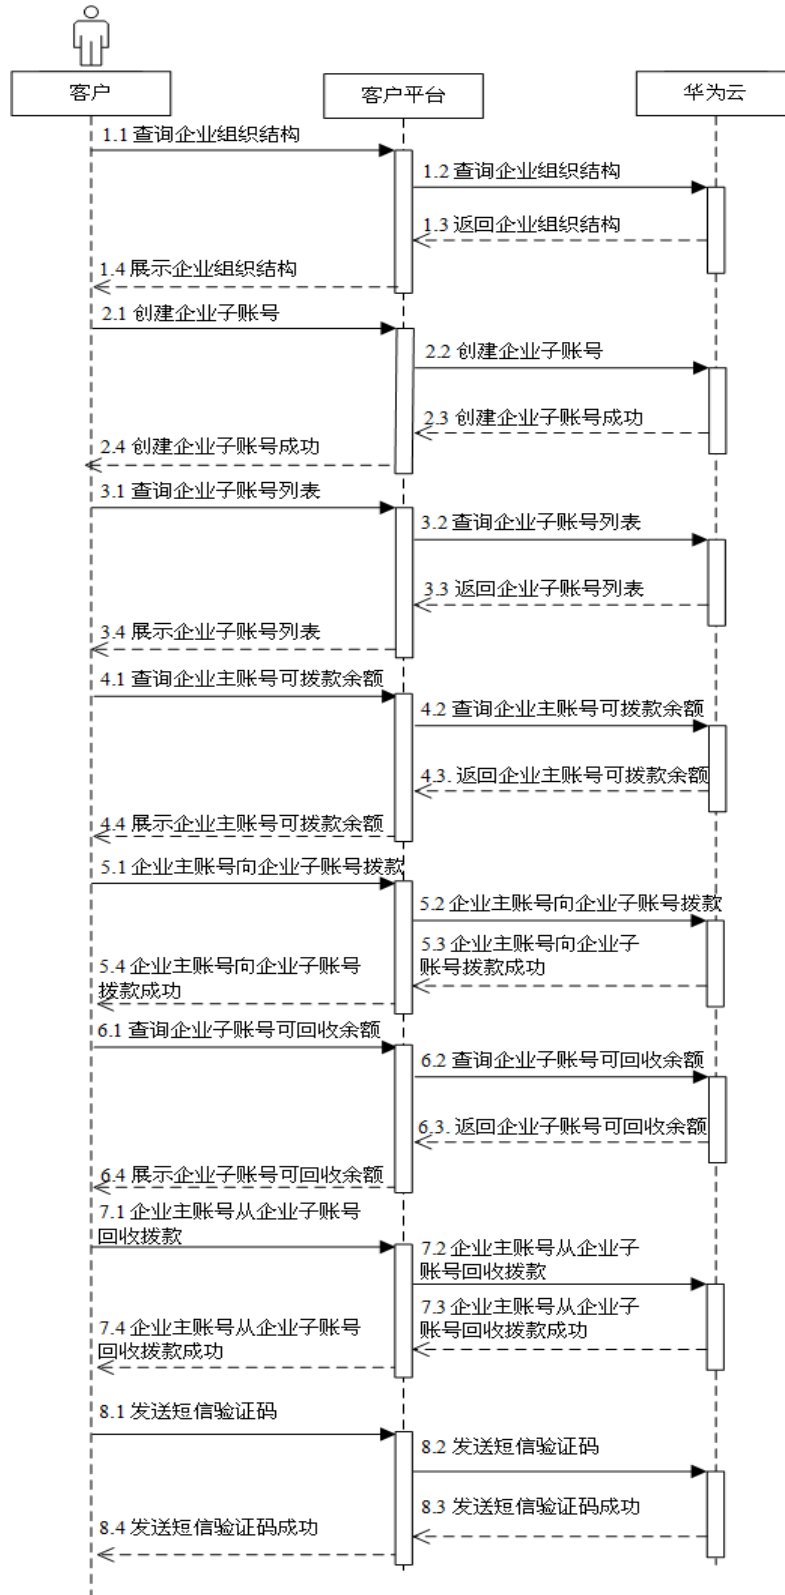 客户
客户平台
华为云
1.1 查询企业组织结构
1.2 查询企业组织结构
1.3 返回企业组织结构
1.4 展示企业组织结构
2.1 创建企业子账号
2.2 创建企业子账号
2.3 创建企业子账号成功
2.4 创建企业子账号成功
3.1 查询企业子账号列表
3.2 查询企业子账号列表
3.3 返回企业子账号列表
3.4 展示企业子账号列表
4.1 查询企业主账号可拨款余额
4.2 查询企业主账号可拨款余额
4.3. 返回企业主账号可拨款余额
4.4 展示企业主账号可拨款余额
5.1 企业主账号向企业子账号拨款
5.2 企业主账号向企业子账号拨款
5.3 企业主账号向企业子
账号拨款成功
5.4 企业主账号向企业子账号
拨款成功
6.1 查询企业子账号可回收余额
6.2 查询企业子账号可回收余额
6.3. 返回企业子账号可回收余额
6.4 展示企业子账号可回收余额
7.1 企业主账号从企业子账号
回收拨款
7.2 企业主账号从企业子
账号回收拨款
7.3 企业主账号从企业子
账号回收拨款成功
7.4 企业主账号从企业子账号
回收拨款成功
8.1 发送短信验证码
8.2 发送短信验证码
8.3 发送短信验证码成功
8.4 发送短信验证码成功